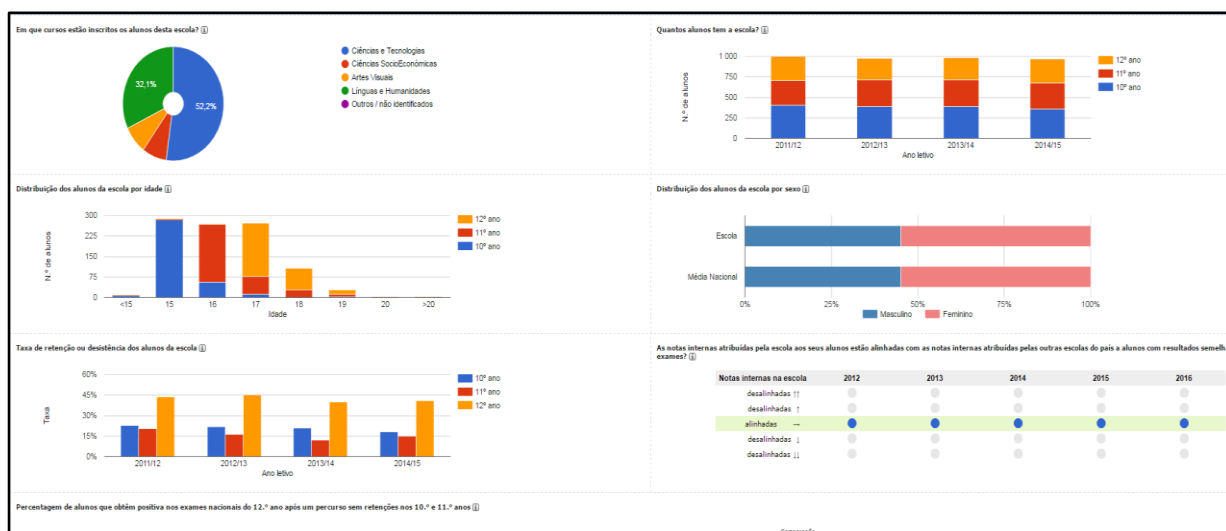 Em que cursos estão inscritos os alunos desta escola? [i]
32,1%
52,2%
Ciências e Tecnologias
Ciências SocioEconómicas
Artes Visuais
Línguas e Humanidades
Outros / não identificados
Quantos alunos tem a escola? [i]
N.º de alunos
1 000
750
500
250
0
2011/12 2012/13 2013/14 2014/15
Ano letivo
12º ano
11º ano
10º ano
Distribuição dos alunos da escola por idade [i]
N.º de alunos
300
225
150
75
0
<15 15 16 17 18 19 20 >20
Idade
12º ano
11º ano
10º ano
Distribuição dos alunos da escola por sexo [i]
Escola
Média Nacional
0% 25% 50% 75% 100%
Masculino Feminino
Taxa de retenção ou desistência dos alunos da escola [i]
Taxa
60%
45%
30%
15%
0%
2011/12 2012/13 2013/14 2014/15
Ano letivo
10º ano
11º ano
12º ano
As notas internas atribuídas pela escola aos seus alunos estão alinhadas com as notas internas atribuídas pelas outras escolas do país a alunos com resultados semelh
exames? [i]
Notas internas na escola 2012 2013 2014 2015 2016
desalinhadas ↑↑
desalinhadas ↑
alinhadas →
desalinhadas ↓
desalinhadas ↓↓
Percentagem de alunos que obtêm positiva nos exames nacionais do 12.º ano após um percurso sem retenções nos 10.º e 11.º anos [i]